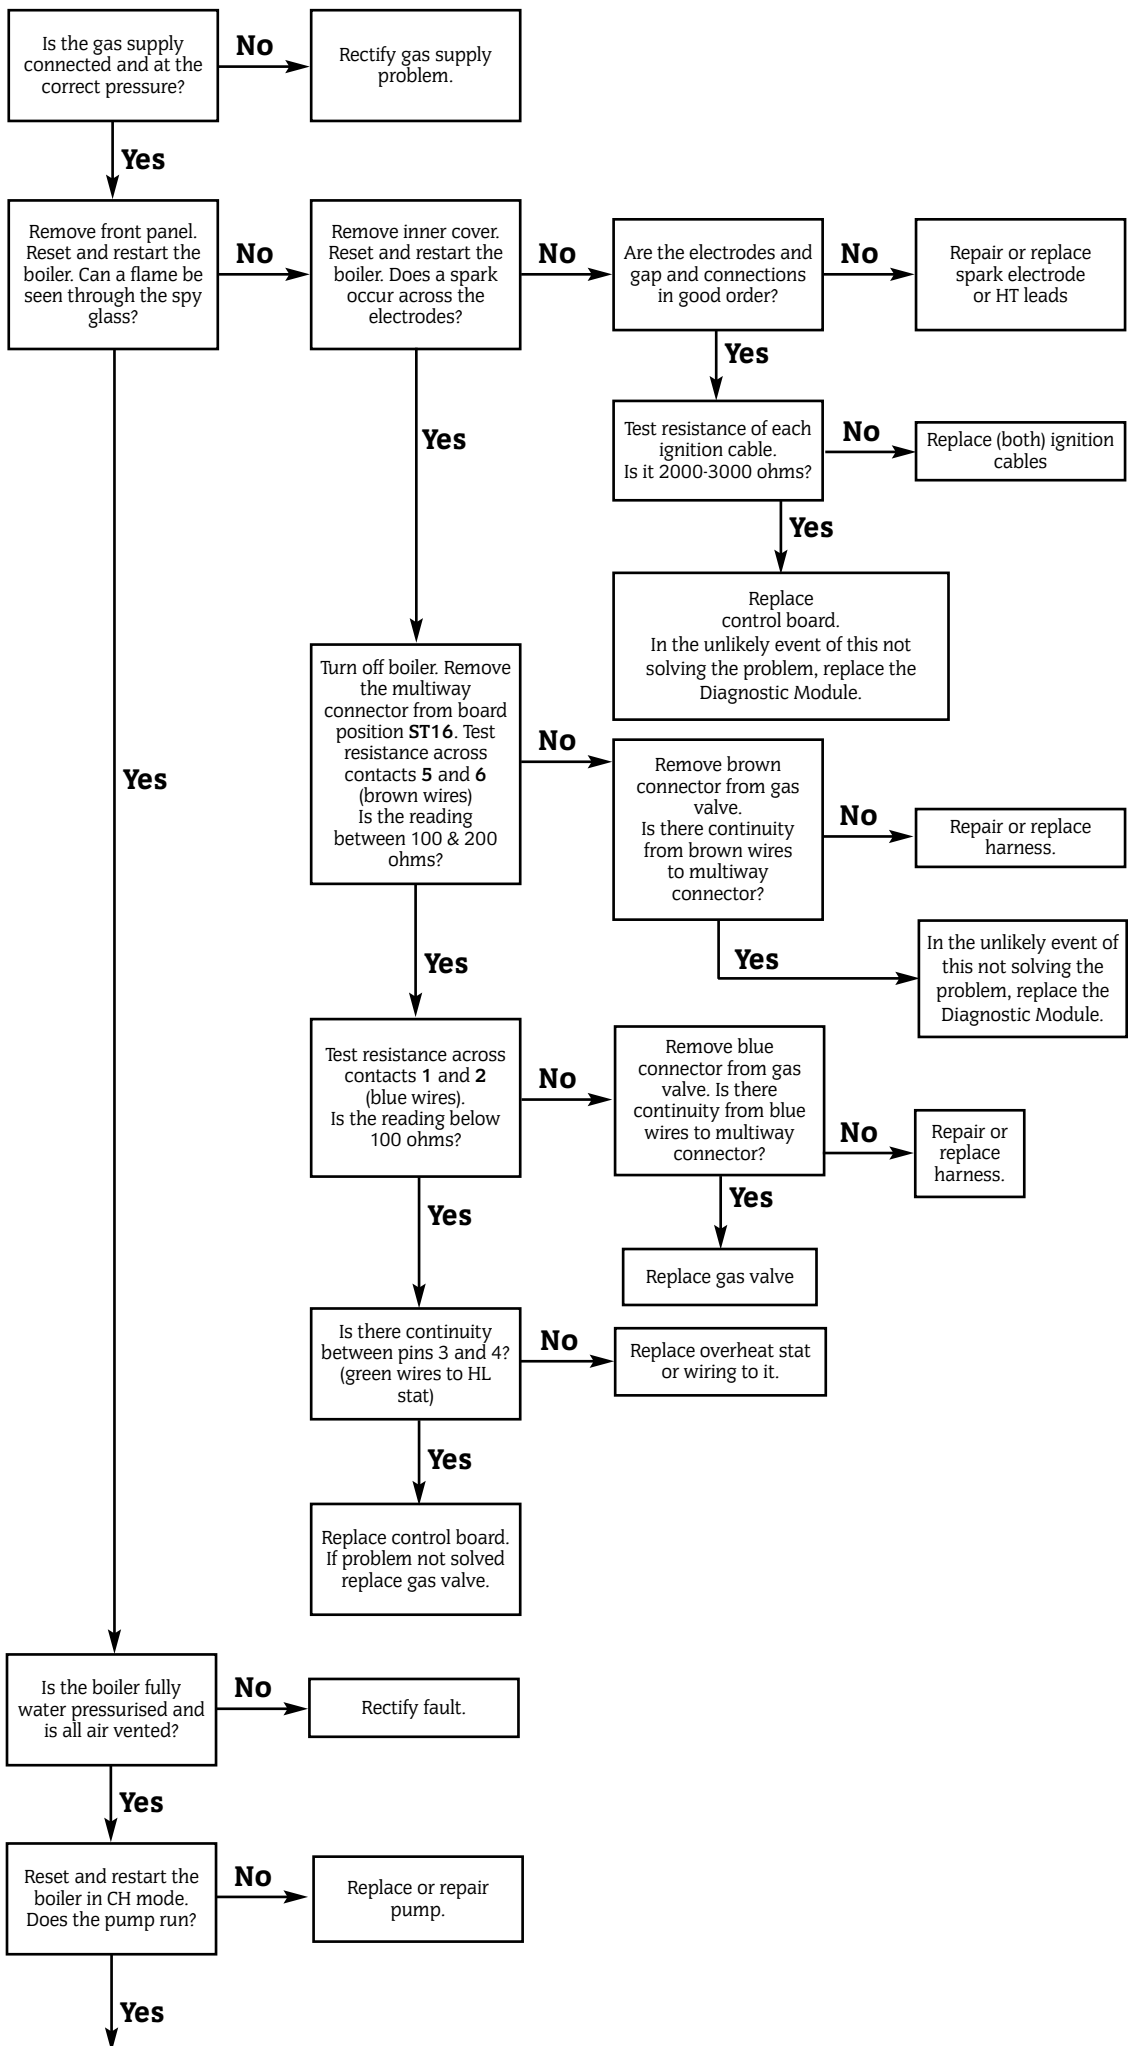 Is the gas supply
connected and at the
correct pressure?
No
Rectify gas supply
problem.
Yes
Remove front panel.
Reset and restart the
boiler. Can a flame be
seen through the spy
glass?
No
Remove inner cover.
Reset and restart the
boiler. Does a spark
occur across the
electrodes?
No
Are the electrodes and
gap and connections
in good order?
No
Repair or replace
spark electrode
or HT leads
Yes
Test resistance of each
ignition cable.
Is it 2000-3000 ohms?
No
Replace (both) ignition
cables
Yes
Replace
control board.
In the unlikely event of this not
solving the problem, replace the
Diagnostic Module.
Yes
Turn off boiler. Remove
the multiway
connector from board
position ST16. Test
resistance across
contacts 5 and 6
(brown wires)
Is the reading
between 100 & 200
ohms?
No
Remove brown
connector from gas
valve.
Is there continuity
from brown wires
to multiway
connector?
No
Repair or replace
harness.
Yes
In the unlikely event of
this not solving the
problem, replace the
Diagnostic Module.
Yes
Test resistance across
contacts 1 and 2
(blue wires).
Is the reading below
100 ohms?
No
Remove blue
connector from gas
valve. Is there
continuity from blue
wires to multiway
connector?
No
Repair or
replace
harness.
Yes
Replace gas valve
Yes
Is there continuity
between pins 3 and 4?
(green wires to HL
stat)
No
Replace overheat stat
or wiring to it.
Yes
Replace control board.
If problem not solved
replace gas valve.
Yes
Is the boiler fully
water pressurised and
is all air vented?
No
Rectify fault.
Yes
Reset and restart the
boiler in CH mode.
Does the pump run?
No
Replace or repair
pump.
Yes